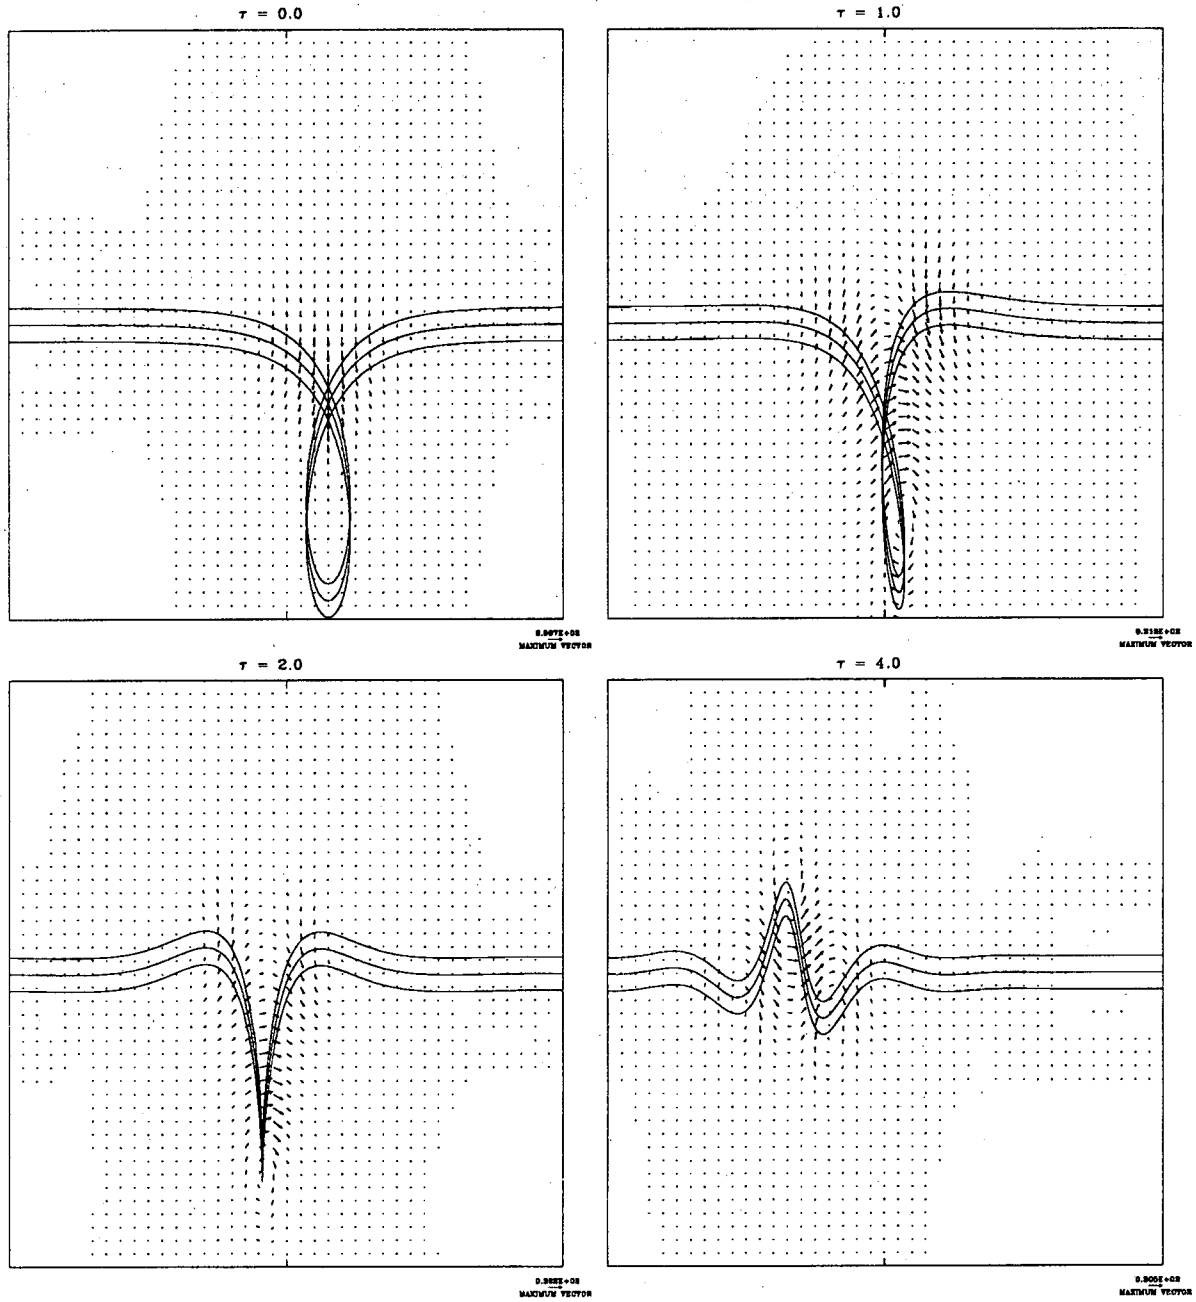 τ = 0.0
τ = 1.0
MAXIMUM VECTOR
MAXIMUM VECTOR
τ = 2.0
τ = 4.0
MAXIMUM VECTOR
MAXIMUM VECTOR